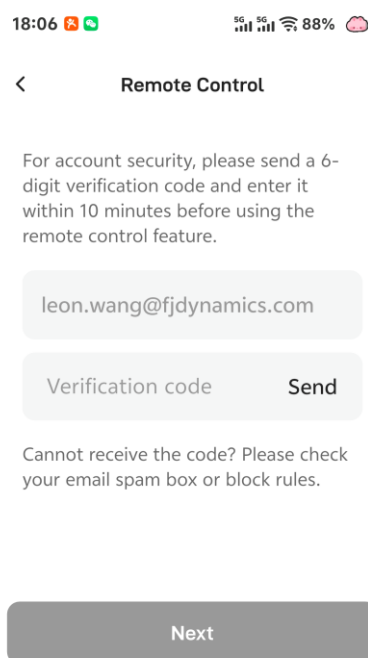 18:06 5G 5G 88%
Remote Control
For account security, please send a 6-
digit verification code and enter it
within 10 minutes before using the
remote control feature.
leon.wang@fjdynamics.com
Verification code Send
Cannot receive the code? Please check
your email spam box or block rules.
Next